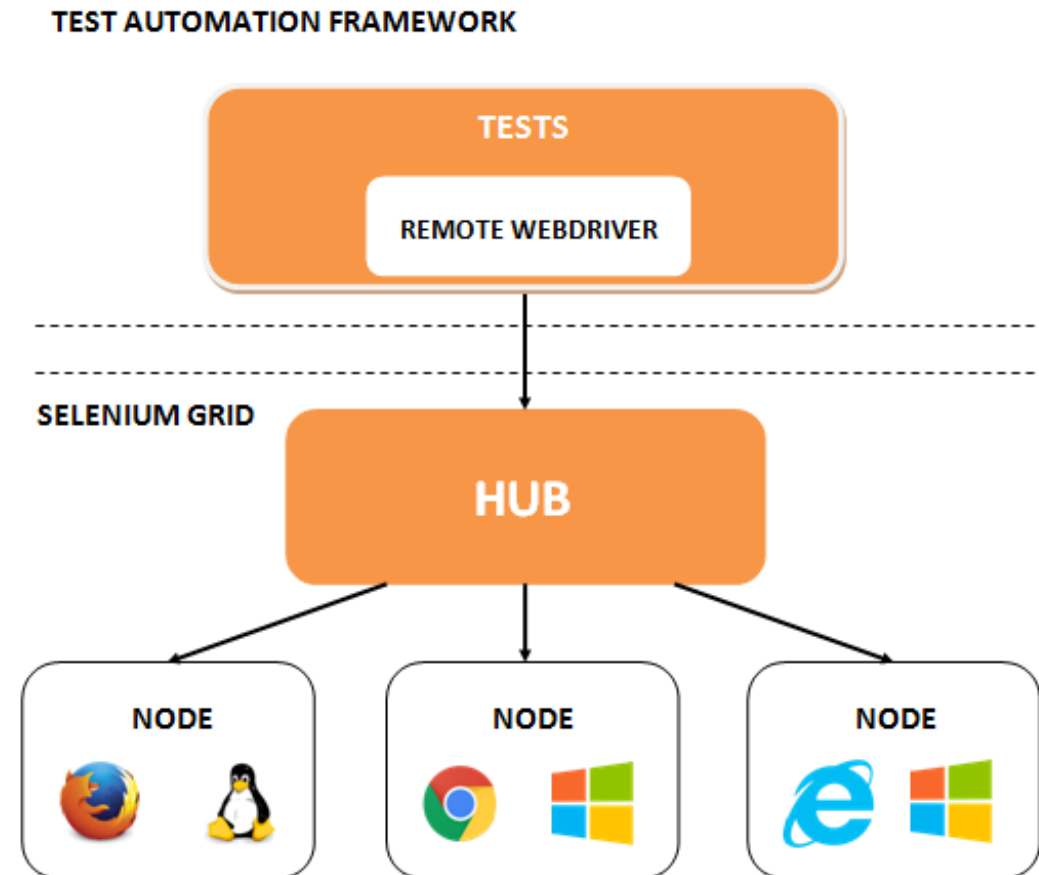 TEST AUTOMATION FRAMEWORK
TESTS
REMOTE WEBDRIVER
SELENIUM GRID
HUB
NODE
NODE
NODE